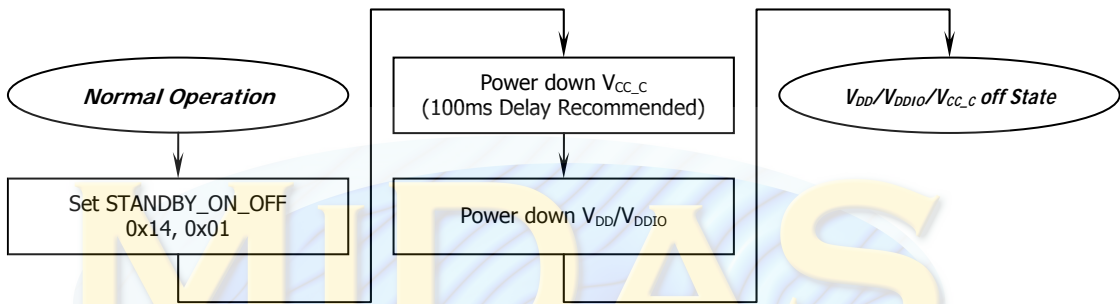 Normal Operation
Set STANDBY_ON_OFF
0x14, 0x01
Power down VCC_C
(100ms Delay Recommended)
Power down VDD/VDDIO
VDD/VDDIO/VCC_C off State
MIDAS